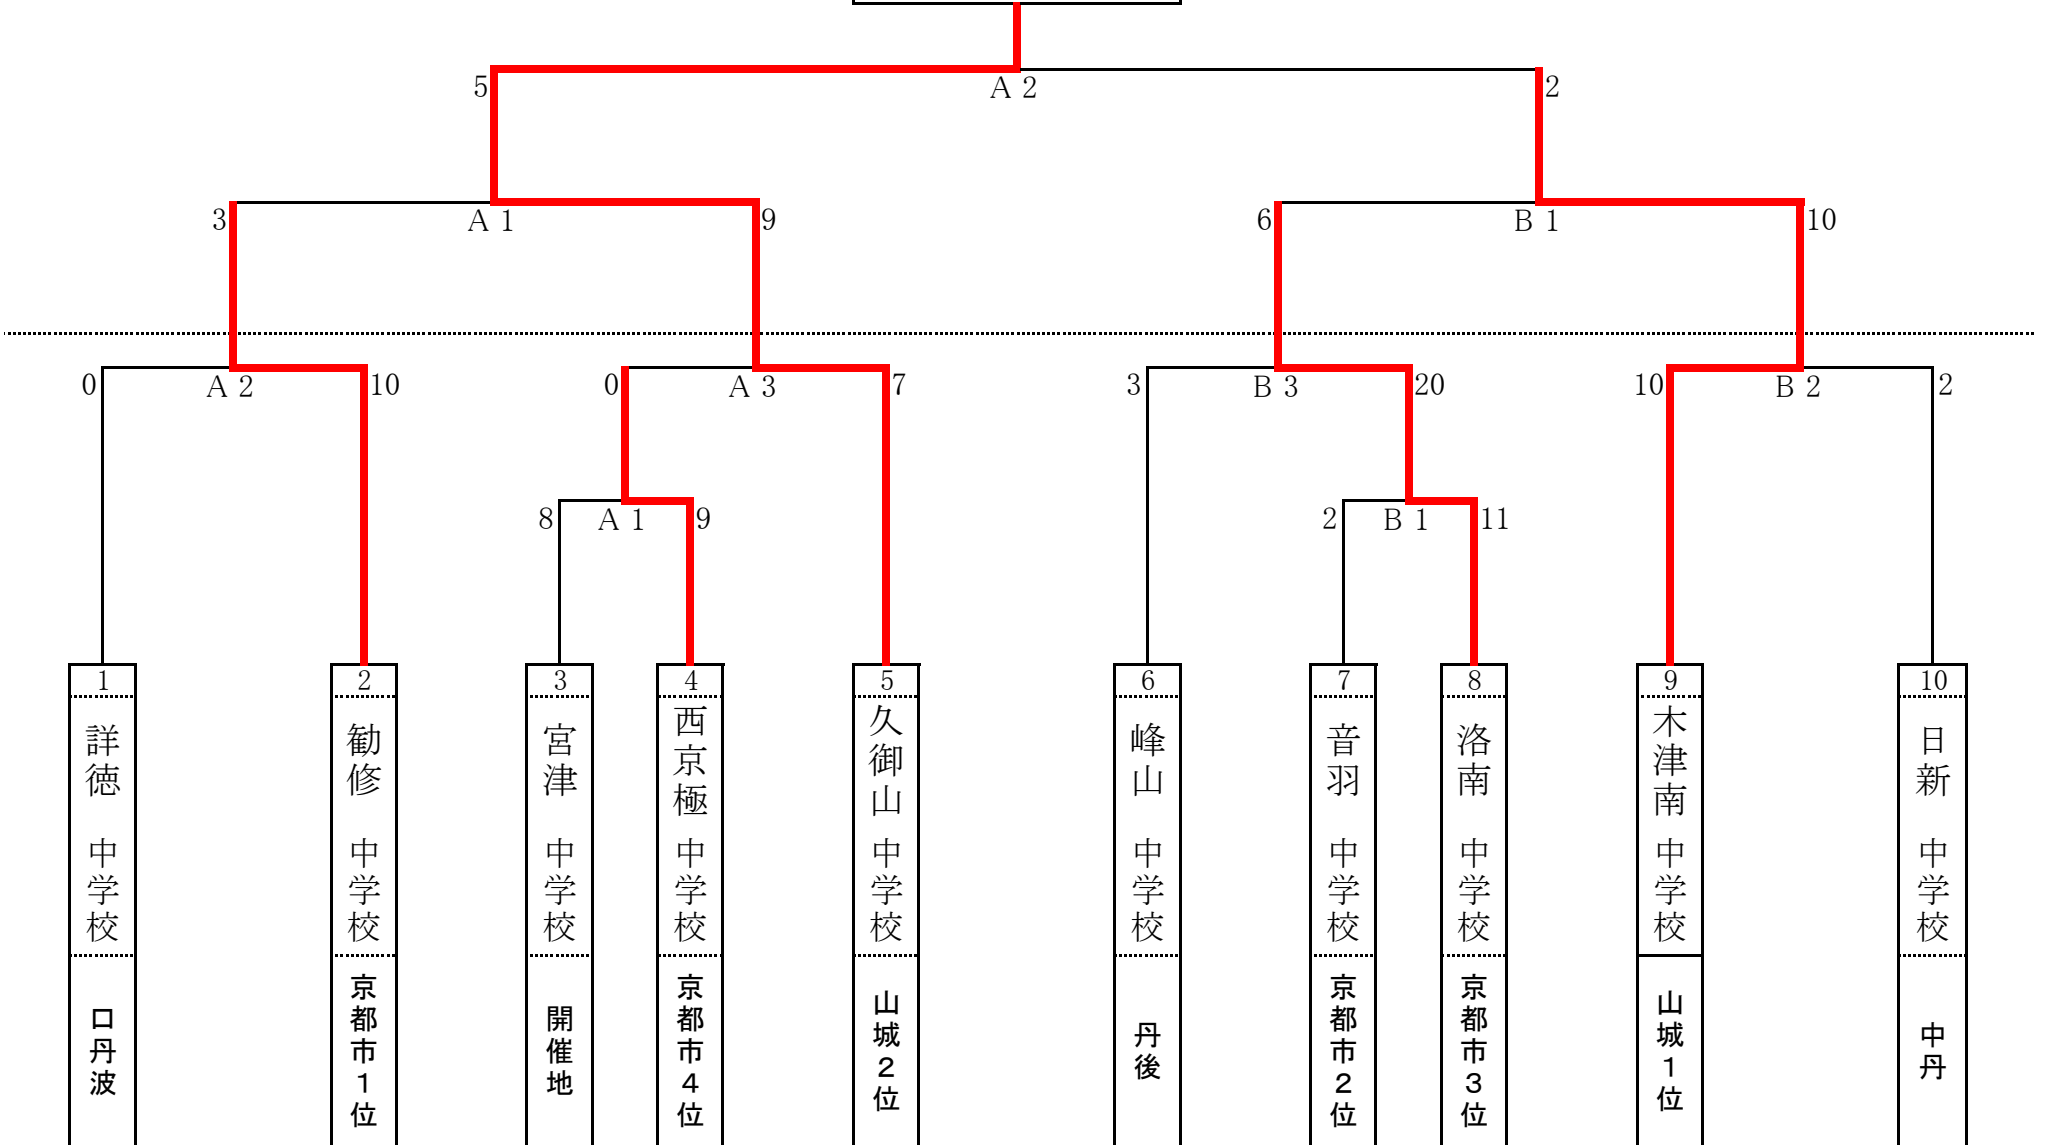 5 A 2 2
3 A 1 9 6 B 1 10
0 A 2 10 0 A 3 7 3 B 3 20 10 B 2 2
8 A 1 9 2 B 1 11
1 2 3 4 5 6 7 8 9 10
詳徳 中学校
口丹波
勧修 中学校
京都市1位
宮津 中学校
開催地
西京極 中学校
京都市4位
久御山 中学校
山城2位
峰山 中学校
丹後
音羽 中学校
京都市2位
洛南 中学校
京都市3位
木津南 中学校
山城1位
日新 中学校
中丹